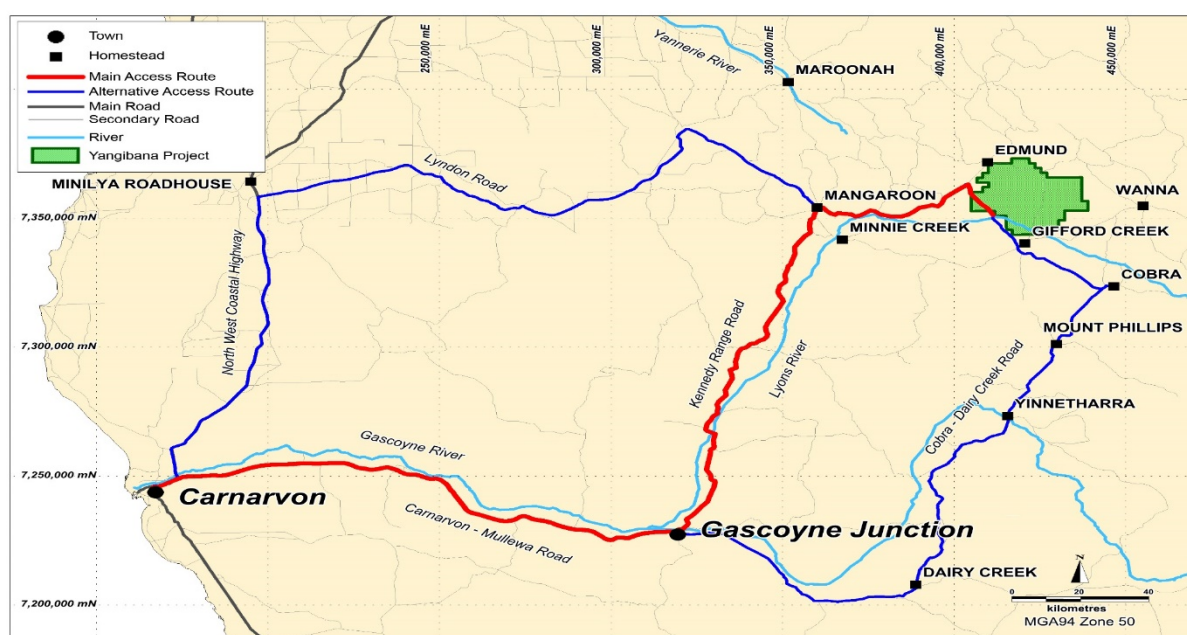 Town
Homestead
Main Access Route
Alternative Access Route
Main Road
Secondary Road
River
Yangibana Project
250,000 mE
300,000 mE
350,000 mE
400,000 mE
450,000 mE
Yannerie River
MAROONAH
EDMUND
MINILYA ROADHOUSE
Lyndon Road
MANGAROON
WANNA
7,350,000 mN
MINNIE CREEK
GIFFORD CREEK
COBRA
North West Coastal Highway
Kennedy Range Road
Lyons River
MOUNT PHILLIPS
7,300,000 mN
Cobra - Dairy Creek Road
YINNETHARRA
Gascoyne River
7,250,000 mN
Carnarvon
Carnarvon - Mullewa Road
Gascoyne Junction
DAIRY CREEK
7,200,000 mN
0 20 40
kilometres
MGA94 Zone 50